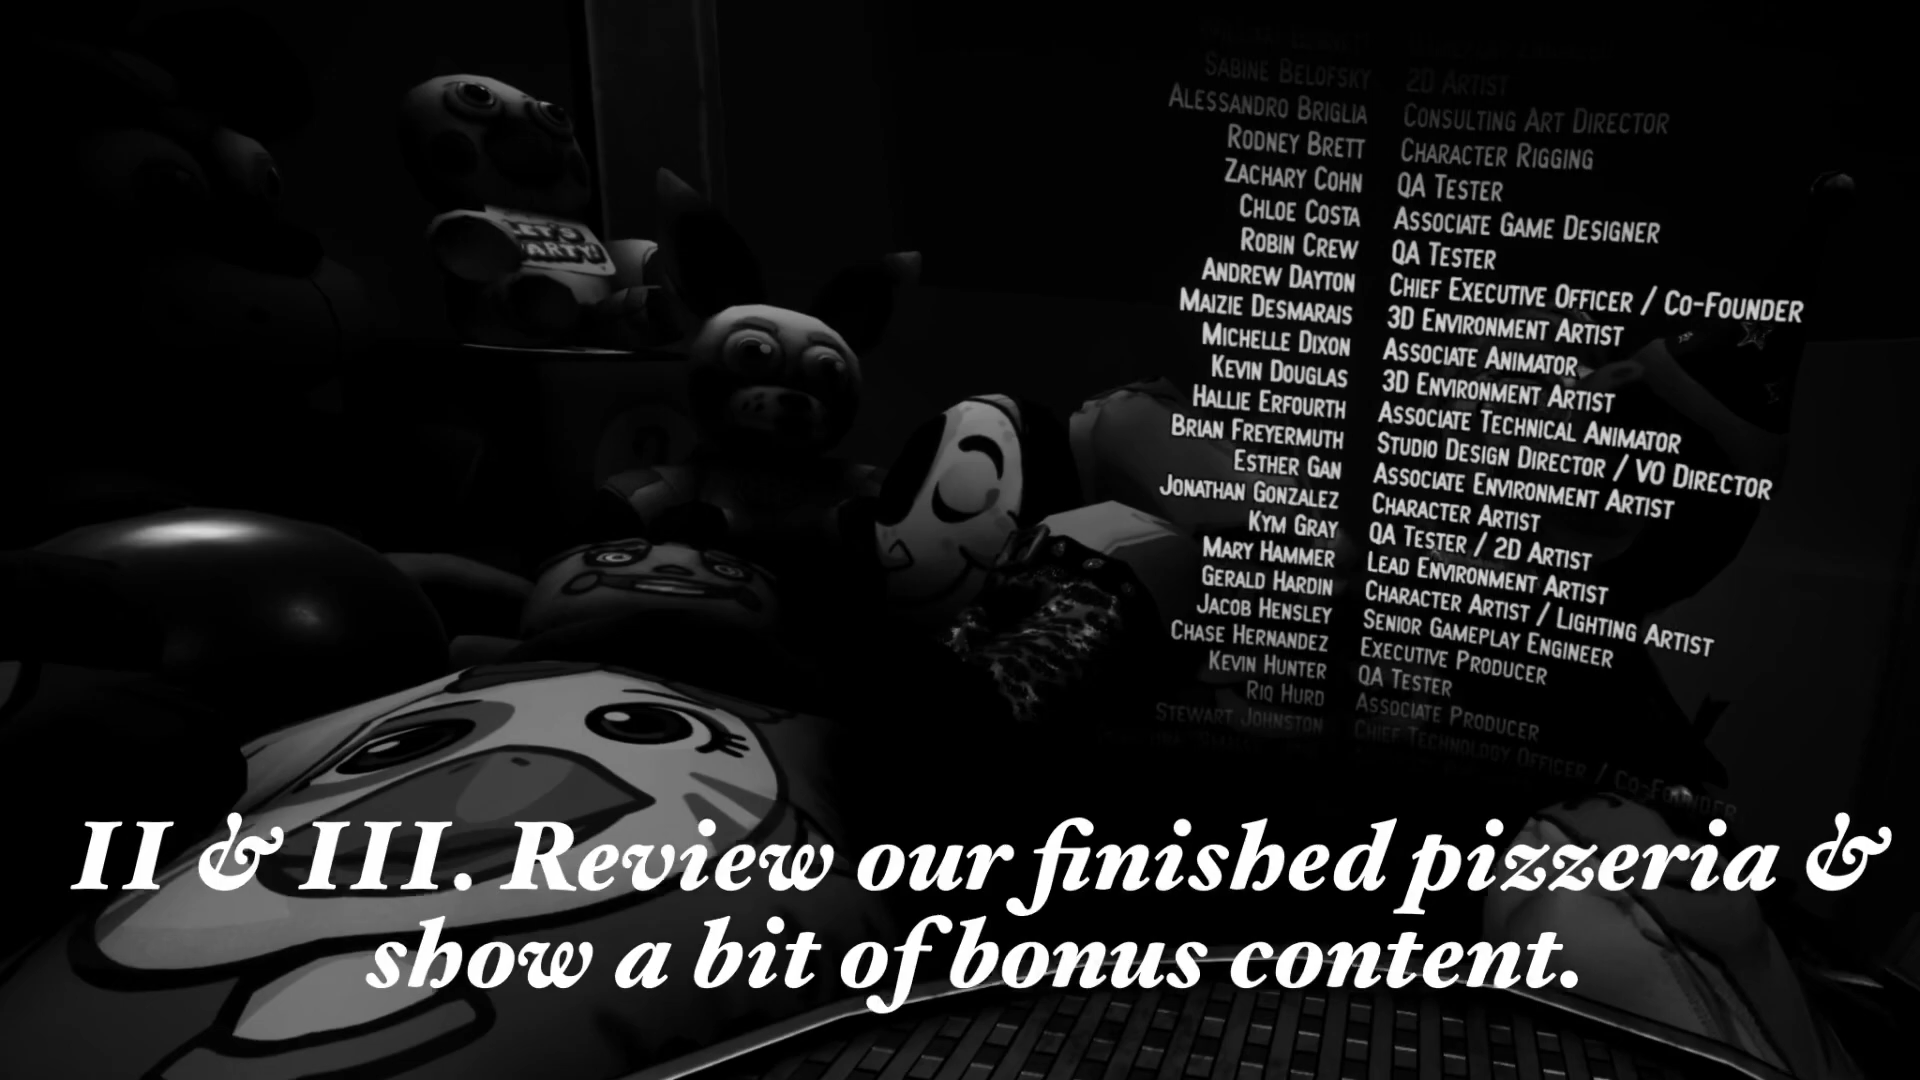 LET'S
PARTY!
SABINE BELOFSKY 2D ARTIST
ALESSANDRO BRIGLIA CONSULTING ART DIRECTOR
RODNEY BRETT CHARACTER RIGGING
ZACHARY COHN QA TESTER
CHLOE COSTA ASSOCIATE GAME DESIGNER
ROBIN CREW QA TESTER
ANDREW DAYTON CHIEF EXECUTIVE OFFICER / CO-FOUNDER
MAIZIE DESMARAIS 3D ENVIRONMENT ARTIST
MICHELLE DIXON ASSOCIATE ANIMATOR
KEVIN DOUGLAS 3D ENVIRONMENT ARTIST
HALLIE ERFOURTH ASSOCIATE TECHNICAL ANIMATOR
BRIAN FREYERMUTH STUDIO DESIGN DIRECTOR / VO DIRECTOR
ESTHER GAN ASSOCIATE ENVIRONMENT ARTIST
JONATHAN GONZALEZ CHARACTER ARTIST
KYM GRAY QA TESTER / 2D ARTIST
MARY HAMMER LEAD ENVIRONMENT ARTIST
GERALD HARDIN CHARACTER ARTIST / LIGHTING ARTIST
JACOB HENSLEY SENIOR GAMEPLAY ENGINEER
CHASE HERNANDEZ EXECUTIVE PRODUCER
KEVIN HUNTER QA TESTER
RIQ HURD ASSOCIATE PRODUCER
STEWART JOHNSTON CHIEF TECHNOLOGY OFFICER / CO-FOUNDER
II & III. Review our finished pizzeria &
show a bit of bonus content.